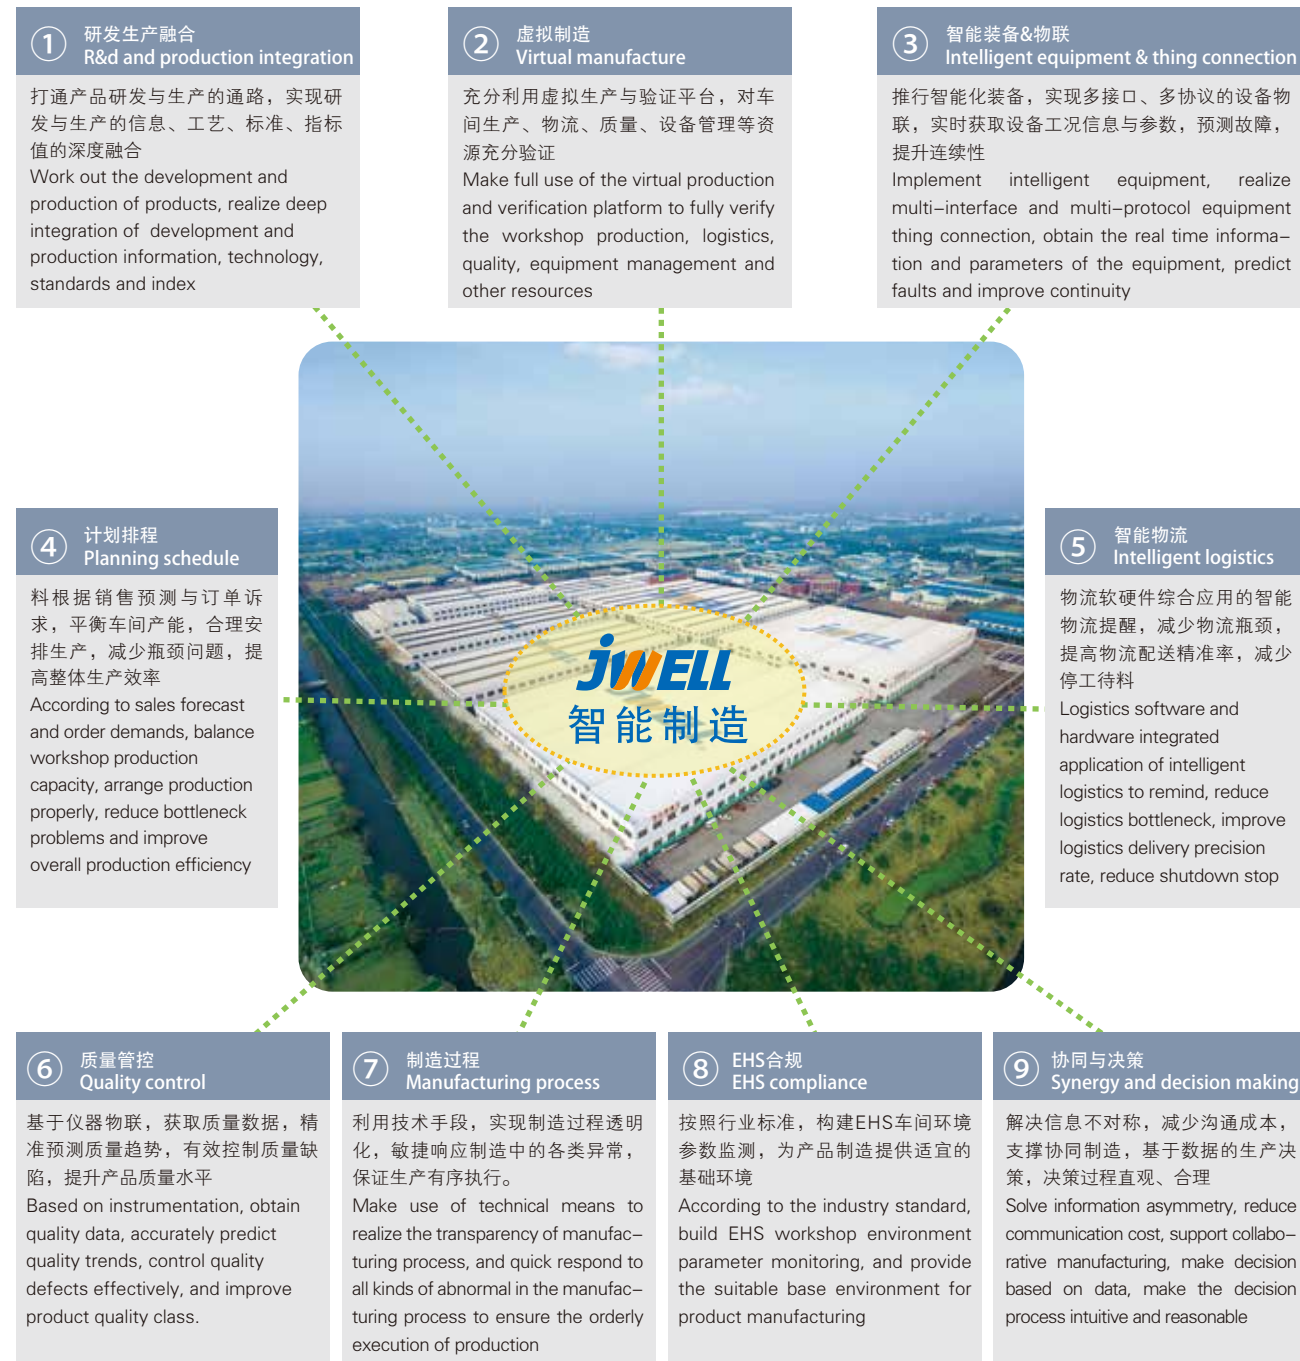 ① 研发生产融合
R&d and production integration
打通产品研发与生产的通路，实现研
发与生产的信息、工艺、标准、指标
值的深度融合
Work out the development and
production of products, realize deep
integration of development and
production information, technology,
standards and index
② 虚拟制造
Virtual manufacture
充分利用虚拟生产与验证平台，对车
间生产、物流、质量、设备管理等资
源充分验证
Make full use of the virtual production
and verification platform to fully verify
the workshop production, logistics,
quality, equipment management and
other resources
③ 智能装备&物联
Intelligent equipment & thing connection
推行智能化装备，实现多接口、多协议的设备物
联，实时获取设备工况信息与参数，预测故障，
提升连续性
Implement intelligent equipment, realize
multi-interface and multi-protocol equipment
thing connection, obtain the real time informa-
tion and parameters of the equipment, predict
faults and improve continuity
④ 计划排程
Planning schedule
料根据销售预测与订单诉
求，平衡车间产能，合理安
排生产，减少瓶颈问题，提
高整体生产效率
According to sales forecast
and order demands, balance
workshop production
capacity, arrange production
properly, reduce bottleneck
problems and improve
overall production efficiency
JWELL
智能制造
⑤ 智能物流
Intelligent logistics
物流软硬件综合应用的智能
物流提醒，减少物流瓶颈，
提高物流配送精准率，减少
停工待料
Logistics software and
hardware integrated
application of intelligent
logistics to remind, reduce
logistics bottleneck, improve
logistics delivery precision
rate, reduce shutdown stop
⑥ 质量管控
Quality control
基于仪器物联，获取质量数据，精
准预测质量趋势，有效控制质量缺
陷，提升产品质量水平
Based on instrumentation, obtain
quality data, accurately predict
quality trends, control quality
defects effectively, and improve
product quality class.
⑦ 制造过程
Manufacturing process
利用技术手段，实现制造过程透明
化，敏捷响应制造中的各类异常，
保证生产有序执行。
Make use of technical means to
realize the transparency of manufac-
turing process, and quick respond to
all kinds of abnormal in the manufac-
turing process to ensure the orderly
execution of production
⑧ EHS合规
EHS compliance
按照行业标准，构建EHS车间环境
参数监测，为产品制造提供适宜的
基础环境
According to the industry standard,
build EHS workshop environment
parameter monitoring, and provide
the suitable base environment for
product manufacturing
⑨ 协同与决策
Synergy and decision making
解决信息不对称，减少沟通成本，
支撑协同制造，基于数据的生产决
策，决策过程直观、合理
Solve information asymmetry, reduce
communication cost, support collabo-
rative manufacturing, make decision
based on data, make the decision
process intuitive and reasonable